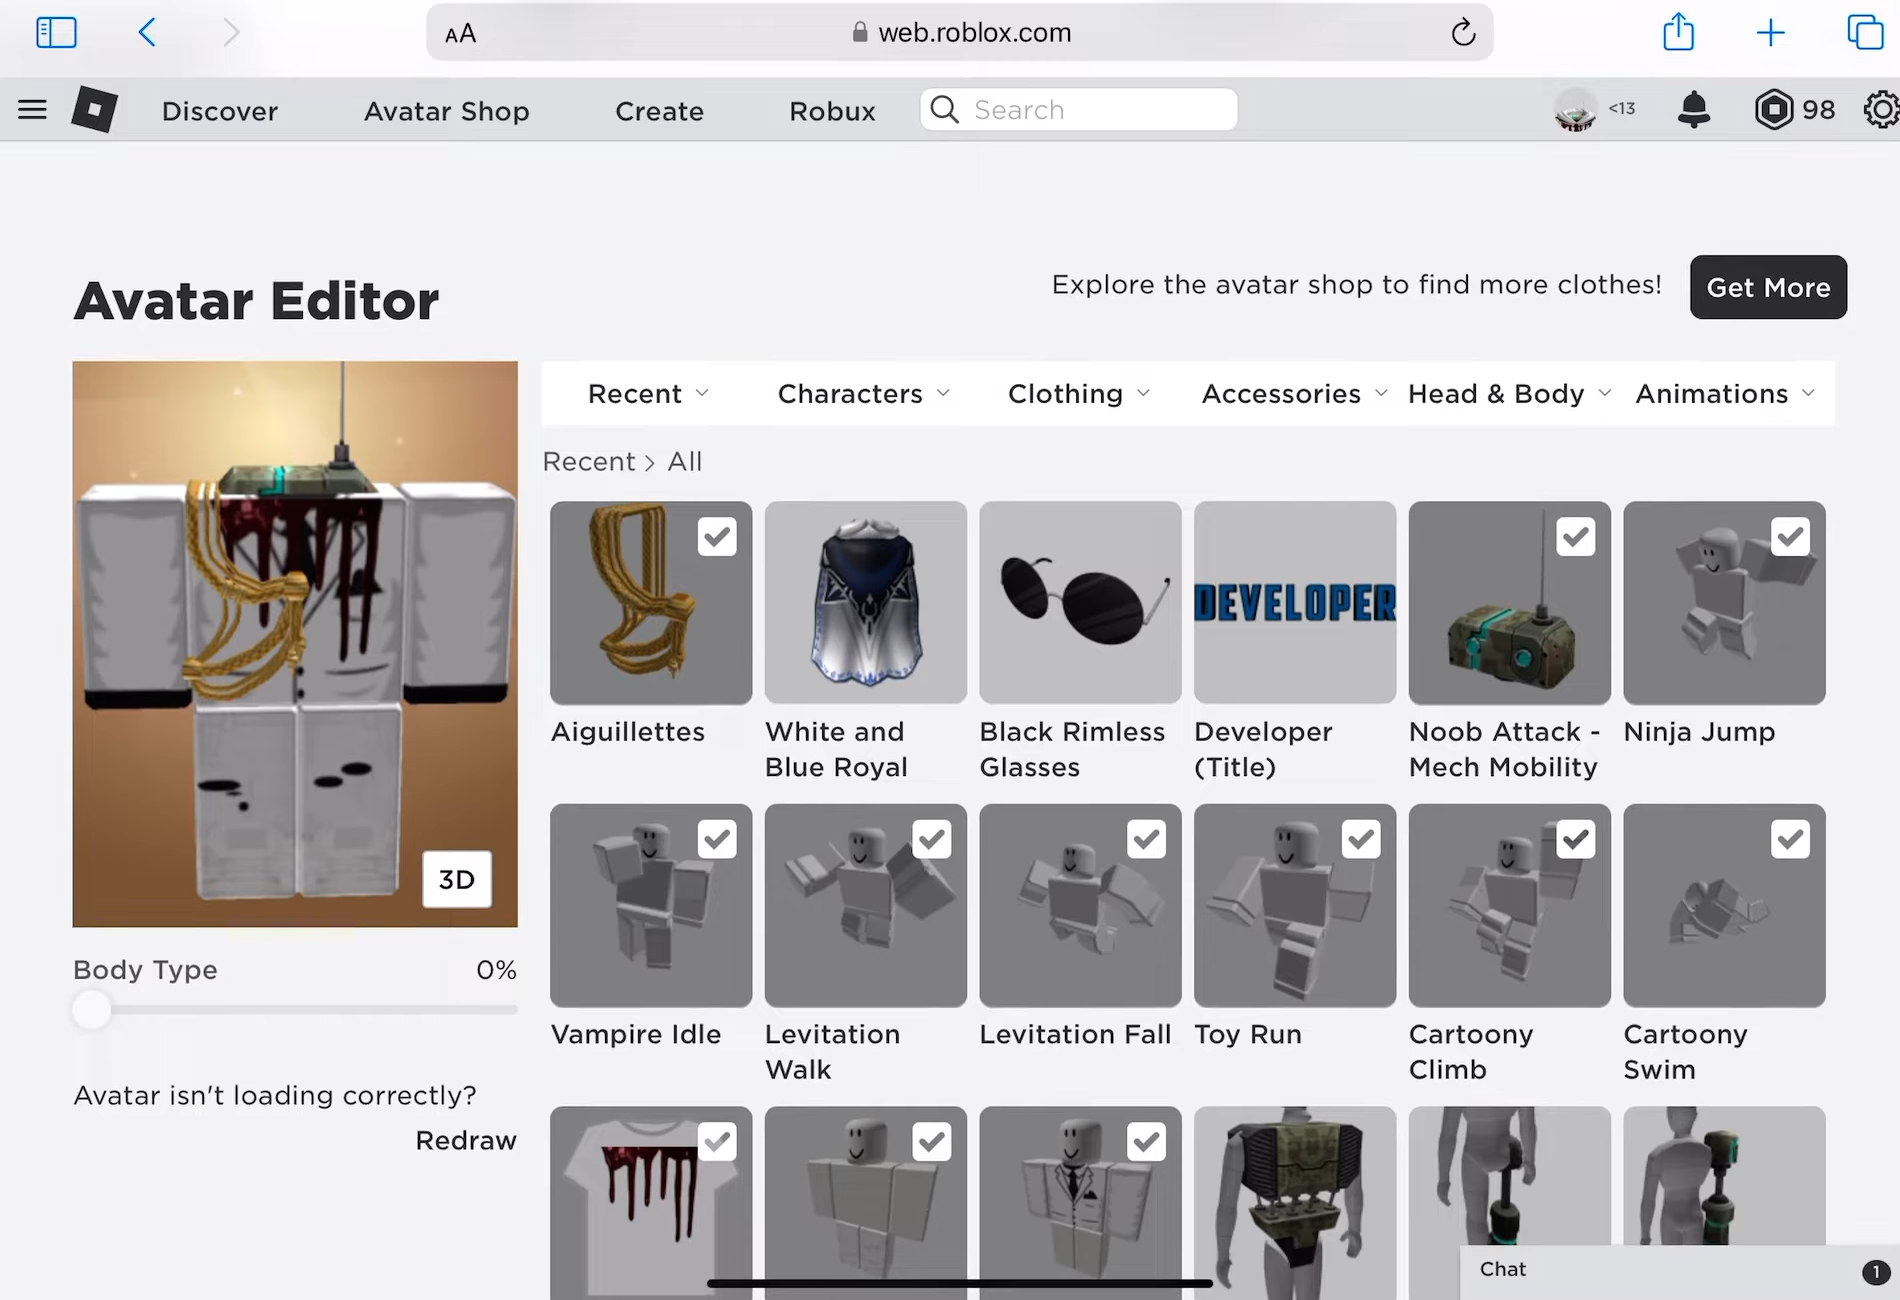 AA
web.roblox.com
Discover
Avatar Shop
Create
Robux
Search
<13
98
Avatar Editor
Explore the avatar shop to find more clothes!
Get More
Recent
Characters
Clothing
Accessories
Head & Body
Animations
Recent > All
DEVELOPER
Aiguillettes
White and
Blue Royal
Black Rimless
Glasses
Developer
(Title)
Noob Attack -
Mech Mobility
Ninja Jump
3D
Body Type
0%
Vampire Idle
Levitation
Walk
Levitation Fall
Toy Run
Cartoony
Climb
Cartoony
Swim
Avatar isn't loading correctly?
Redraw
Chat
1